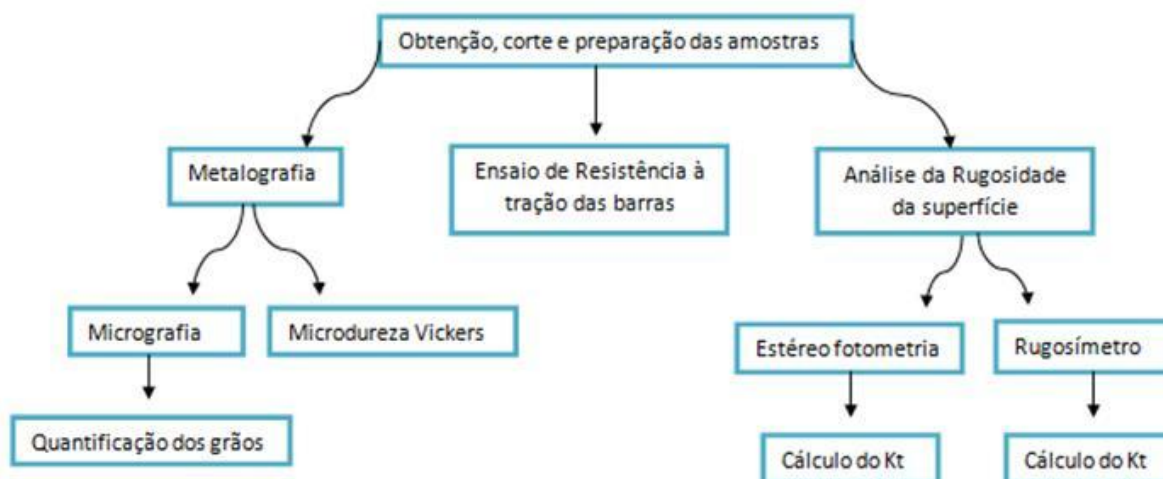 Obtenção, corte e preparação das amostras
Metalografia
Ensaio de Resistência à
tração das barras
Análise da Rugosidade
da superfície
Micrografia
Microdureza Vickers
Estéreo fotometria
Rugosímetro
Quantificação dos grãos
Cálculo do Kt
Cálculo do Kt